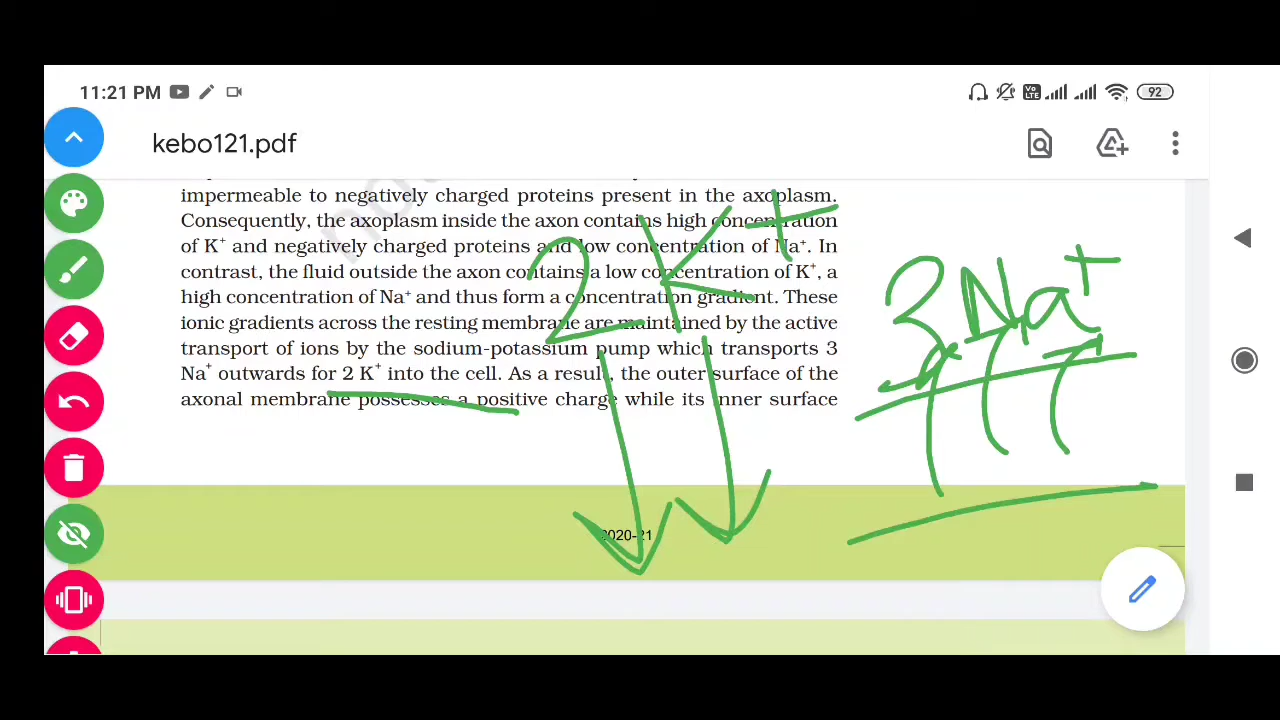 11:21 PM
Vo LTE
92
kebo121.pdf
impermeable to negatively charged proteins present in the axoplasm.
Consequently, the axoplasm inside the axon contains high concentration
of K⁺ and negatively charged proteins and low concentration of Na⁺. In
contrast, the fluid outside the axon contains a low concentration of K⁺, a
high concentration of Na⁺ and thus form a concentration gradient. These
ionic gradients across the resting membrane are maintained by the active
transport of ions by the sodium-potassium pump which transports 3
Na⁺ outwards for 2 K⁺ into the cell. As a result, the outer surface of the
axonal membrane possesses a positive charge while its inner surface
2K⁺
3Na⁺
2020-21